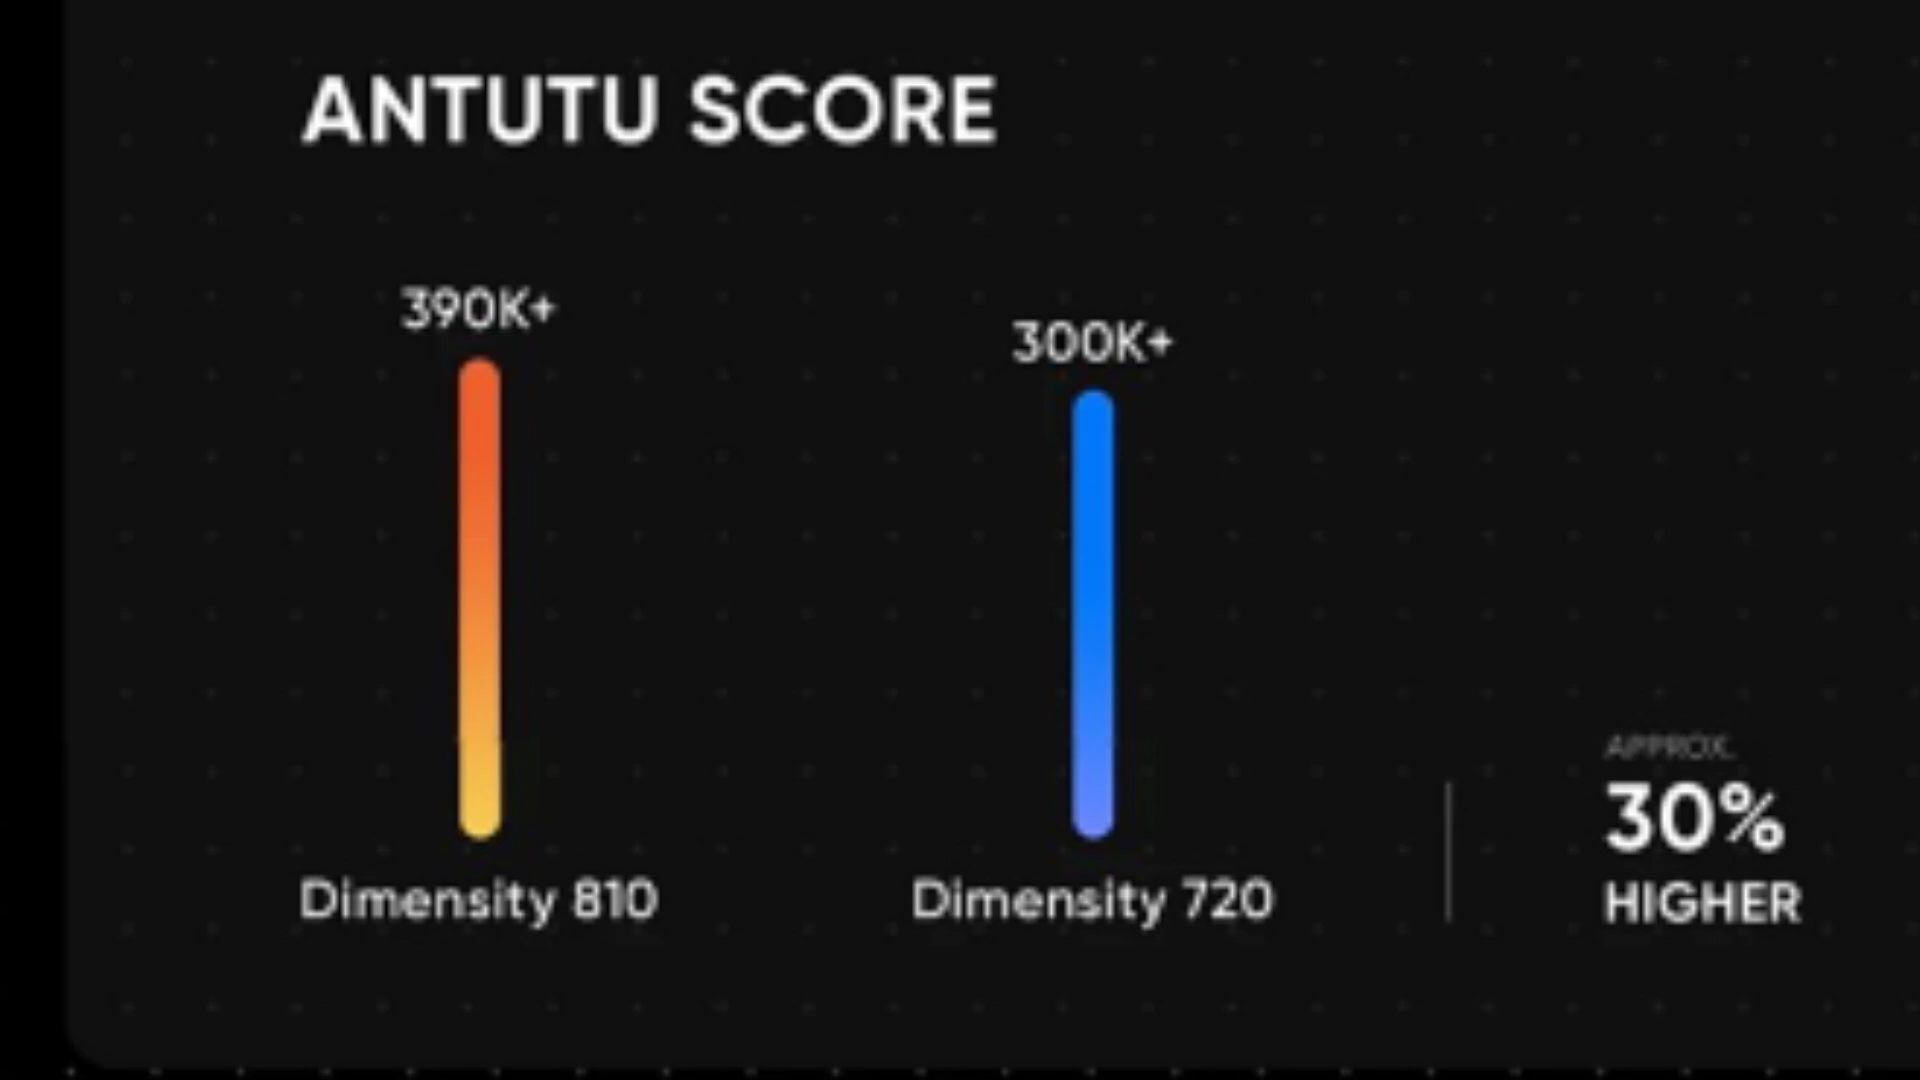 ANTUTU SCORE
390K+
300K+
Dimensity 810
Dimensity 720
APPROX.
30%
HIGHER